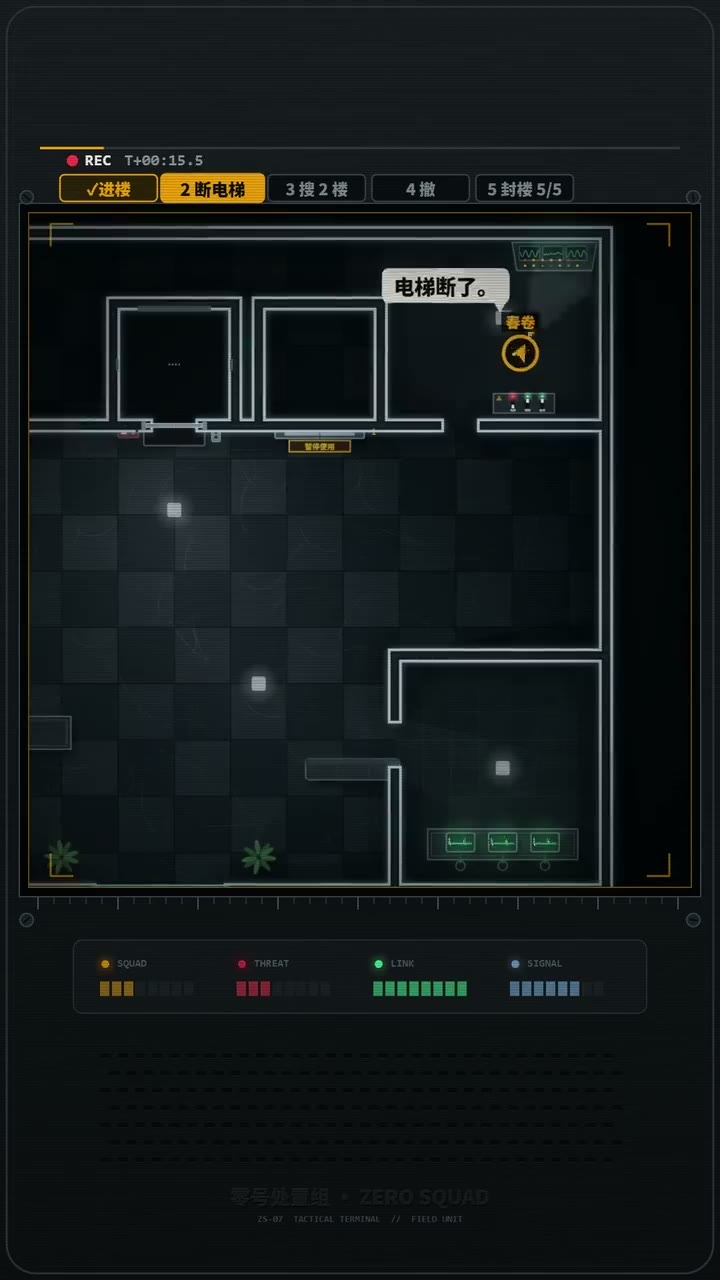 REC T+00:15.5
✓进楼 2 断电梯 3 搜 2 楼 4 撤 5 封楼 5/5
电梯断了。
春卷
暂停使用
SQUAD THREAT LINK SIGNAL
零号处置组 • ZERO SQUAD
ZS-07 TACTICAL TERMINAL // FIELD UNIT